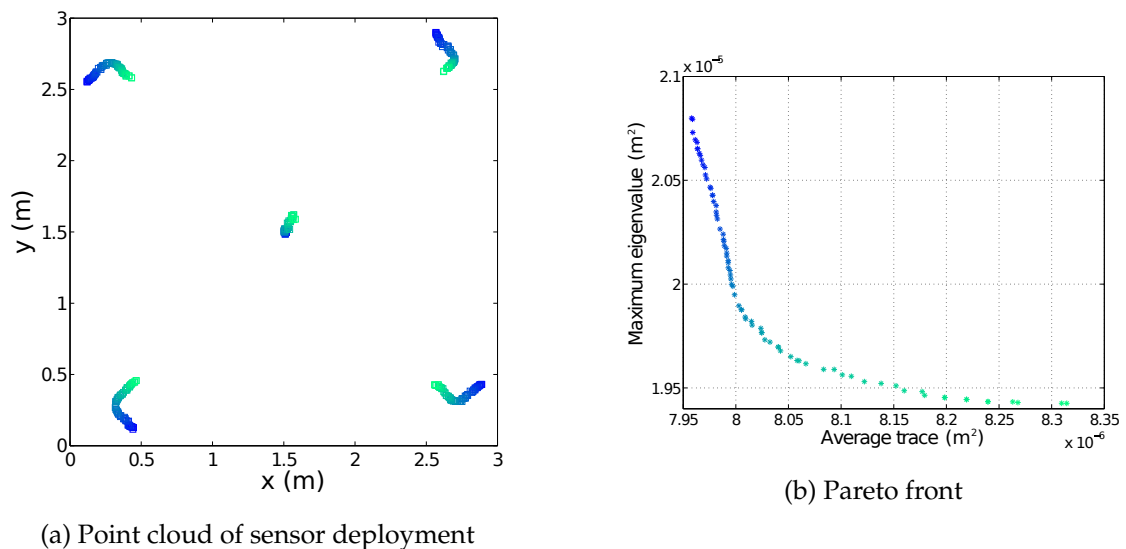 3
2.5
2
1.5
1
0.5
0
0 0.5 1 1.5 2 2.5 3
y (m)
x (m)
(a) Point cloud of sensor deployment
2.1 x 10⁻⁵
2.05
2
1.95
7.95 8 8.05 8.1 8.15 8.2 8.25 8.3 8.35
Maximum eigenvalue (m²)
Average trace (m²)
x 10⁻⁶
(b) Pareto front